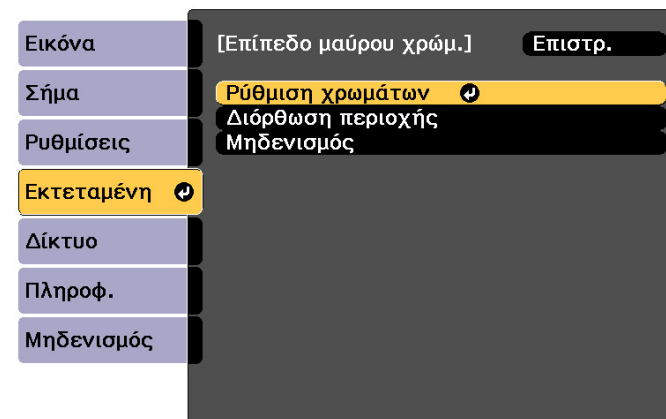 Εικόνα
Σήμα
Ρυθμίσεις
Εκτεταμένη
Δίκτυο
Πληροφ.
Μηδενισμός
[Επίπεδο μαύρου χρώμ.] Επιστρ.
Ρύθμιση χρωμάτων
Διόρθωση περιοχής
Μηδενισμός